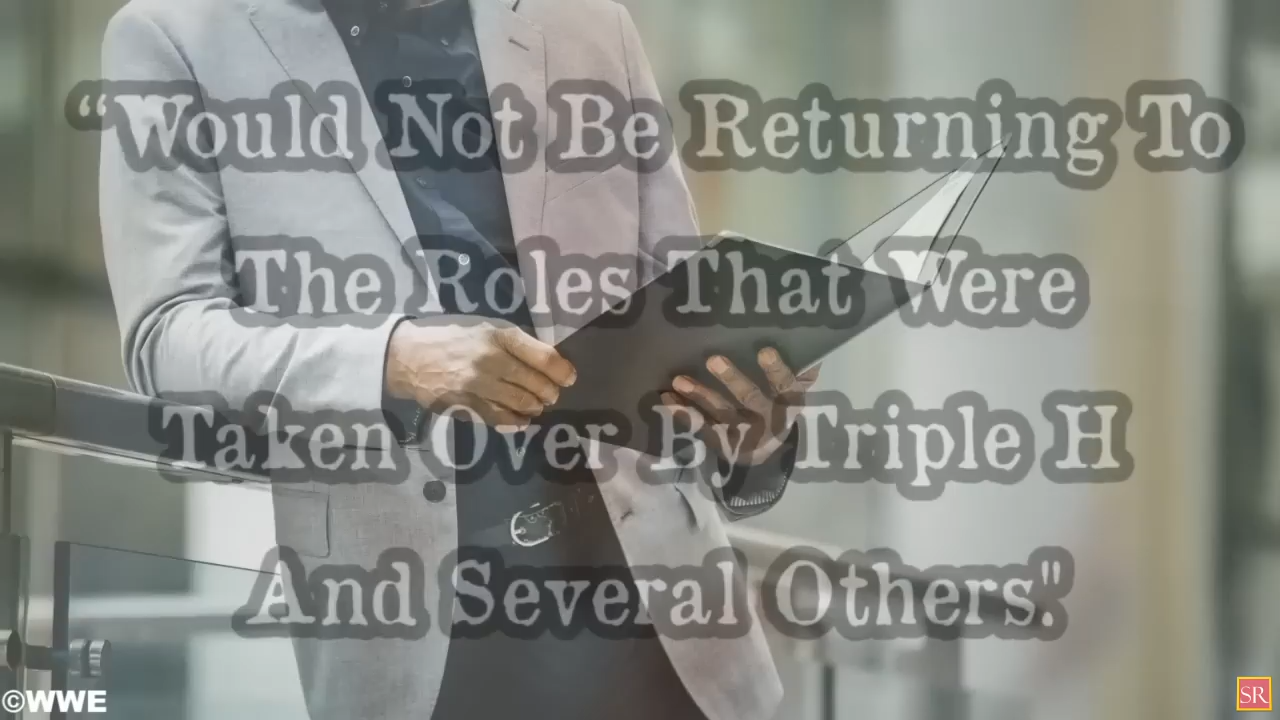 “Would Not Be Returning To
The Roles That Were
Taken Over By Triple H
And Several Others."
©WWE
SR